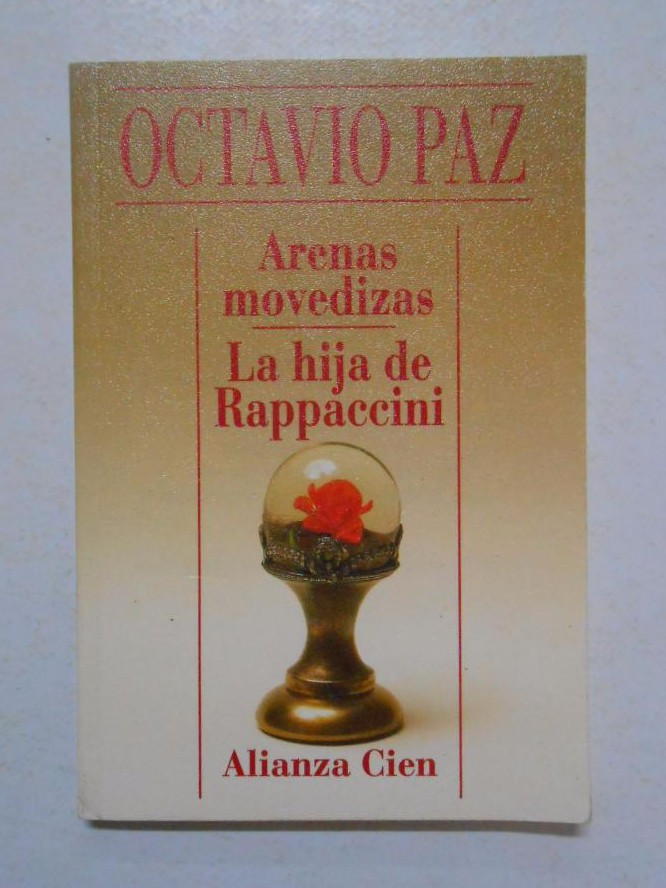 OCTAVIO PAZ
Arenas
movedizas
La hija de
Rappaccini
Alianza Cien